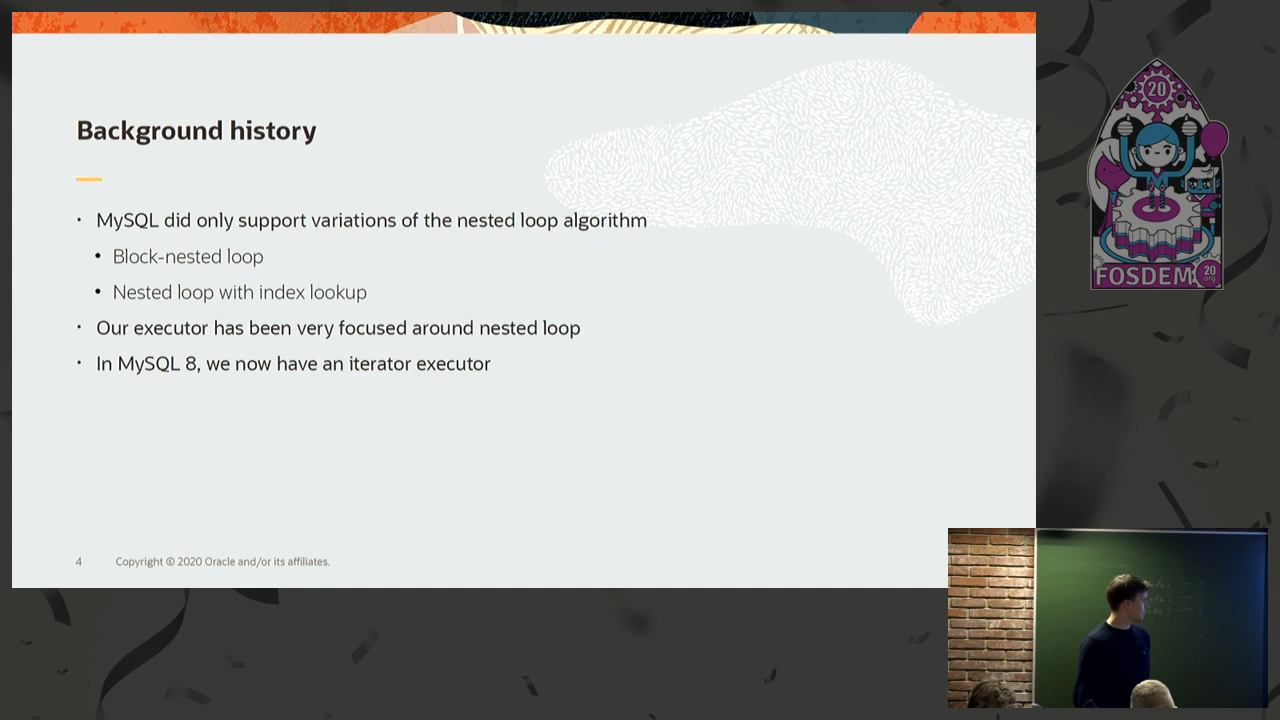 Background history
• MySQL did only support variations of the nested loop algorithm
• Block-nested loop
• Nested loop with index lookup
• Our executor has been very focused around nested loop
• In MySQL 8, we now have an iterator executor
4 Copyright © 2020 Oracle and/or its affiliates.
20
FOSDEM
20
.org